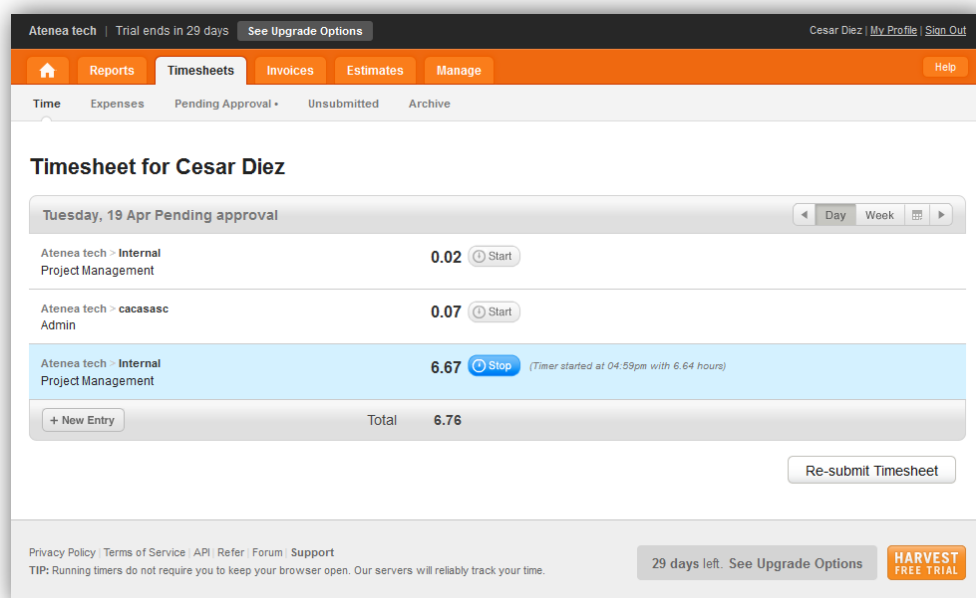 Atenea tech | Trial ends in 29 days See Upgrade Options Cesar Diez | My Profile | Sign Out
Reports Timesheets Invoices Estimates Manage Help
Time Expenses Pending Approval • Unsubmitted Archive
Timesheet for Cesar Diez
Tuesday, 19 Apr Pending approval Day Week
Atenea tech > Internal
Project Management
0.02 Start
Atenea tech > cacasasc
Admin
0.07 Start
Atenea tech > Internal
Project Management
6.67 Stop (Timer started at 04:59pm with 6.64 hours)
+ New Entry Total 6.76
Re-submit Timesheet
Privacy Policy | Terms of Service | API | Refer | Forum | Support
TIP: Running timers do not require you to keep your browser open. Our servers will reliably track your time.
29 days left. See Upgrade Options
HARVEST
FREE TRIAL